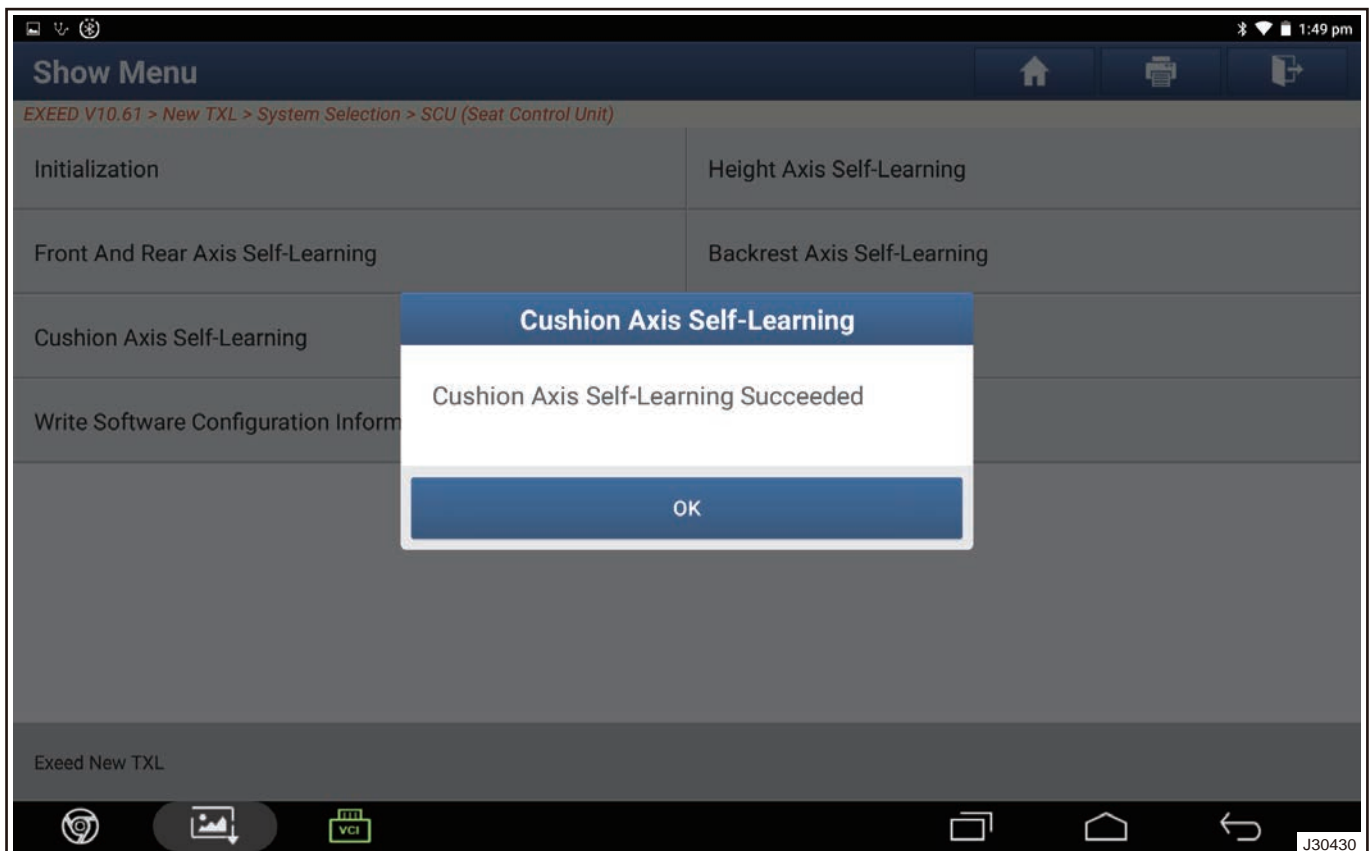 1:49 pm
Show Menu
EXEED V10.61 > New TXL > System Selection > SCU (Seat Control Unit)
Initialization
Height Axis Self-Learning
Front And Rear Axis Self-Learning
Backrest Axis Self-Learning
Cushion Axis Self-Learning
Cushion Axis Self-Learning
Cushion Axis Self-Learning Succeeded
Write Software Configuration Inform
OK
Exeed New TXL
VCI
J30430